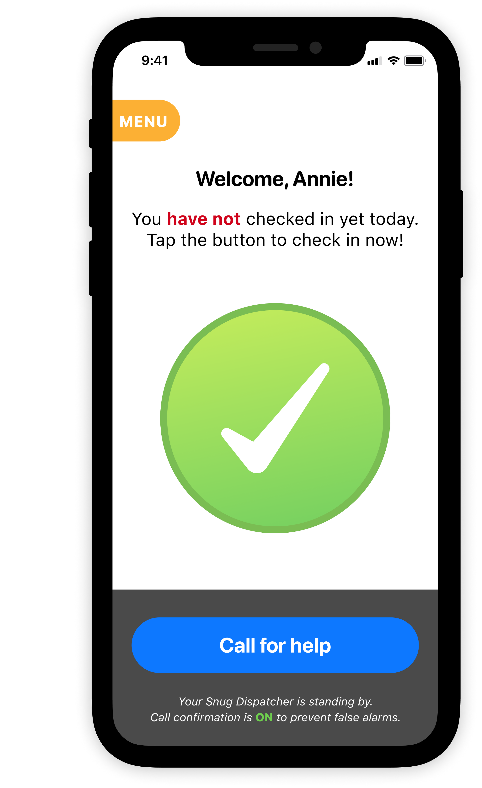 9:41
MENU
Welcome, Annie!
You have not checked in yet today.
Tap the button to check in now!
Call for help
Your Snug Dispatcher is standing by.
Call confirmation is ON to prevent false alarms.